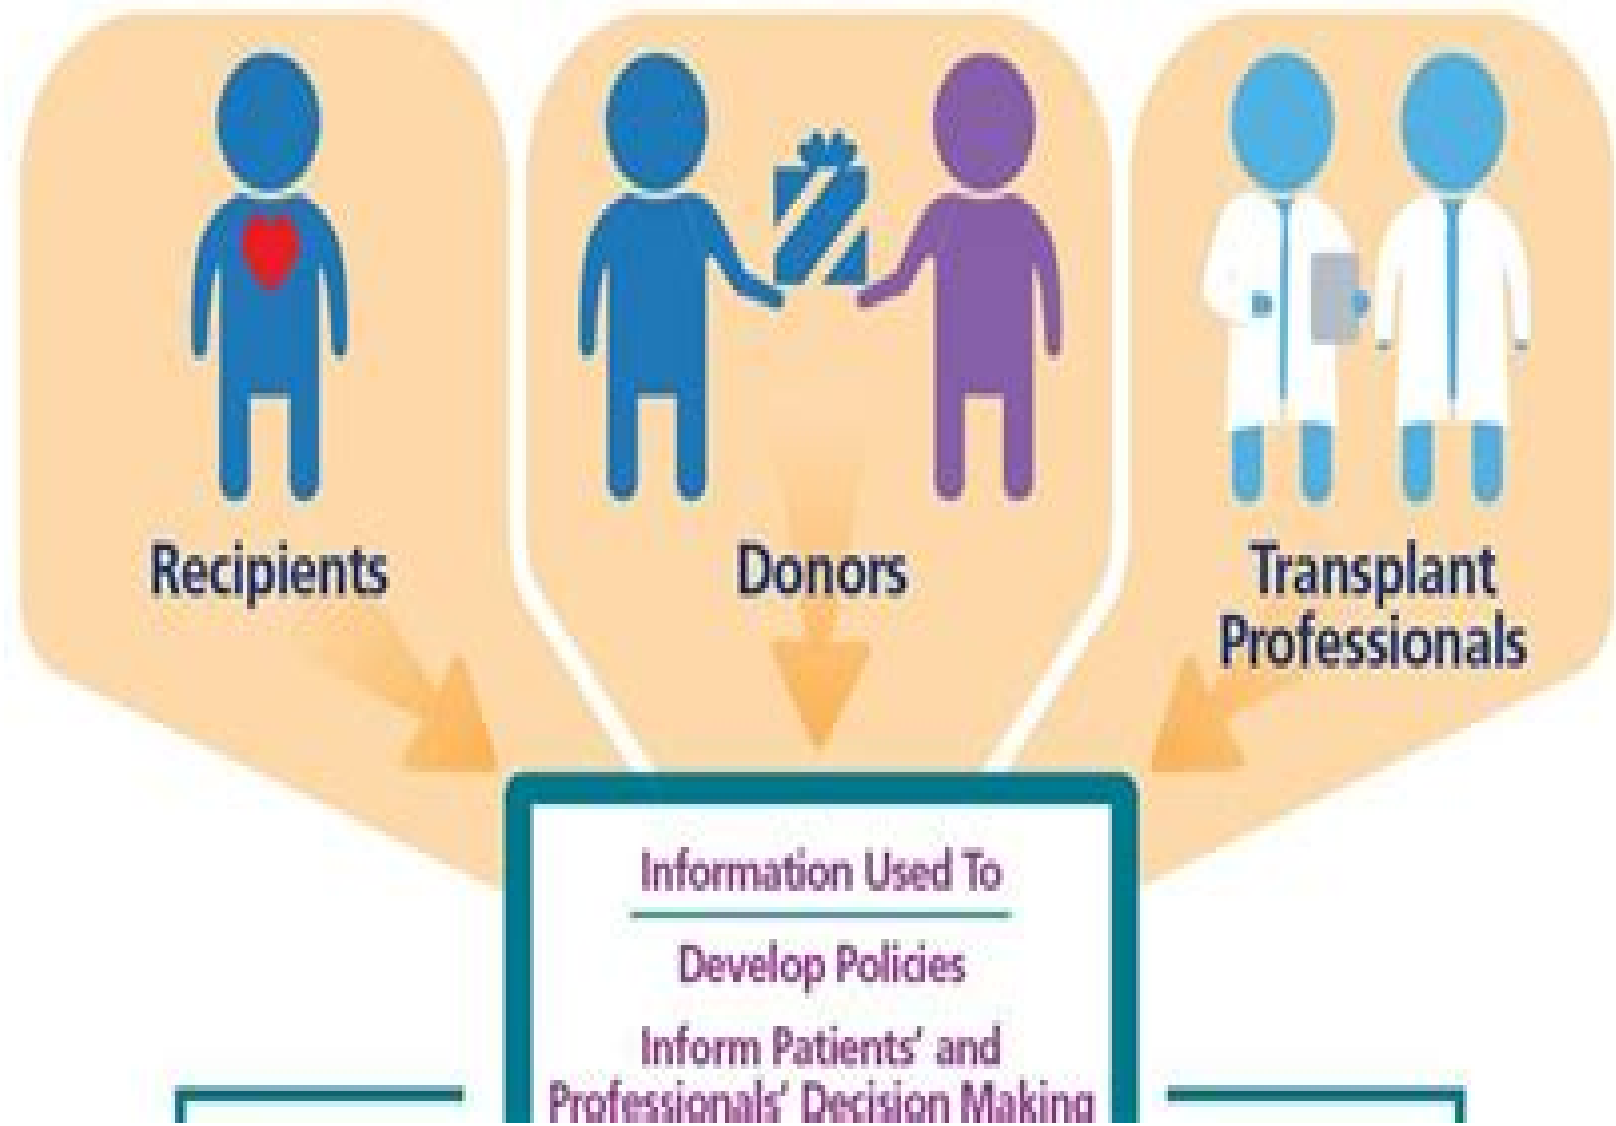 Recipients
Donors
Transplant
Professionals
Information Used To
Develop Policies
Inform Patients' and
Professionals' Decision Making